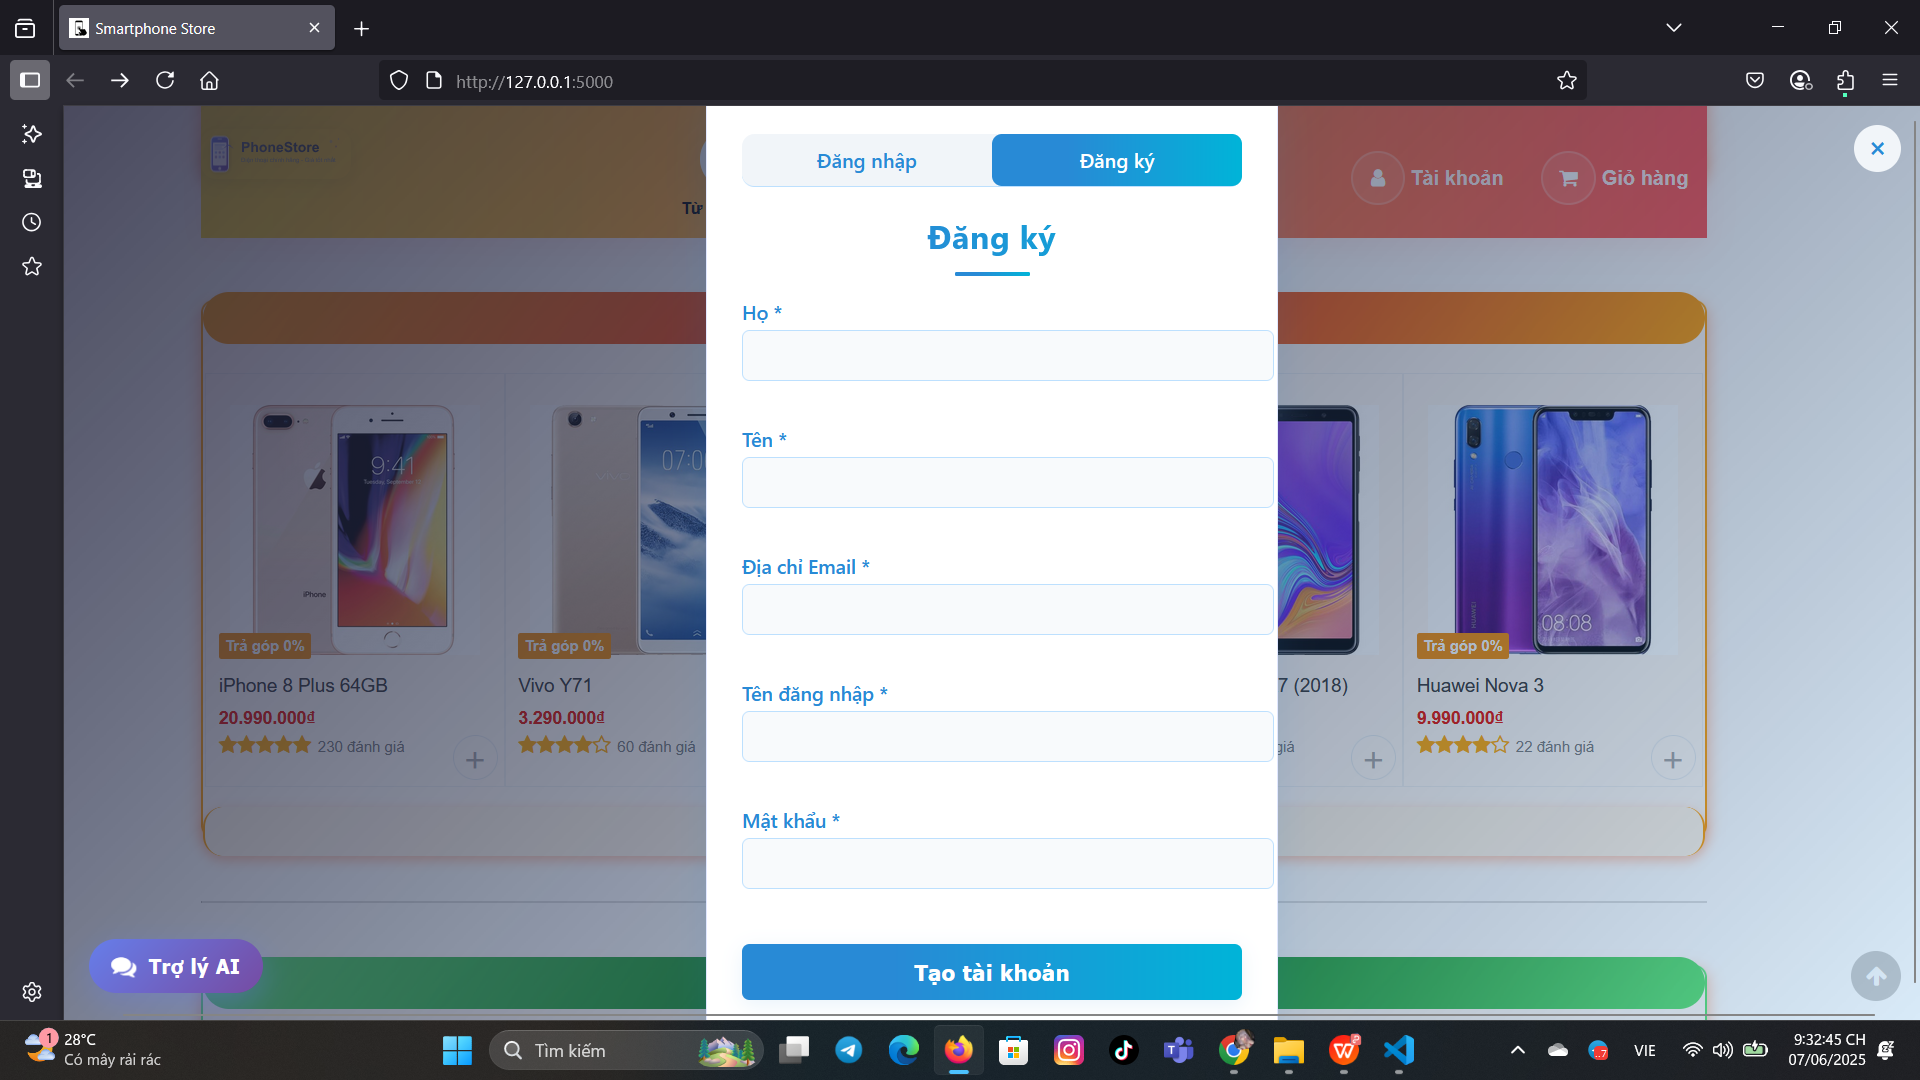 Smartphone Store
http://127.0.0.1:5000
PhoneStore
Từ
Tài khoản
Giỏ hàng
Đăng nhập
Đăng ký
Đăng ký
Họ *
Tên *
Địa chỉ Email *
Tên đăng nhập *
Mật khẩu *
Tạo tài khoản
9:41
iPhone
07:00
08:08
HUAWEI
Trả góp 0%
Trả góp 0%
Trả góp 0%
iPhone 8 Plus 64GB
Vivo Y71
7 (2018)
Huawei Nova 3
20.990.000₫
3.290.000₫
9.990.000₫
230 đánh giá
60 đánh giá
giá
22 đánh giá
Trợ lý AI
1
28°C
Có mây rải rác
Tìm kiếm
VIE
9:32:45 CH
07/06/2025